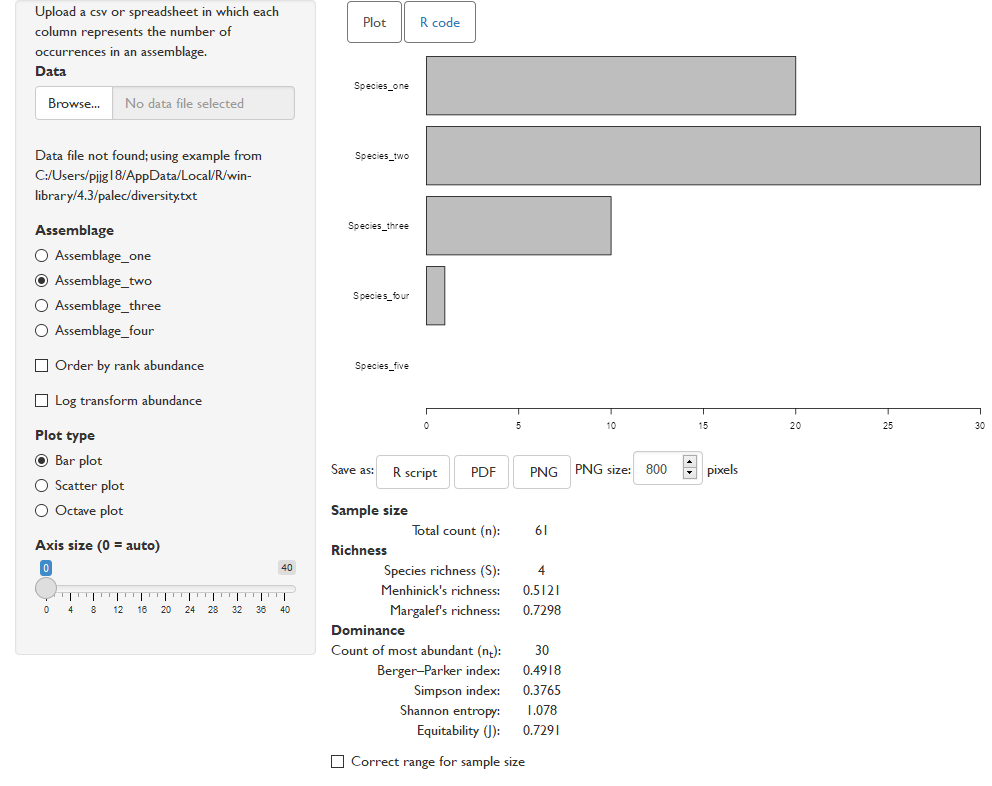 Upload a csv or spreadsheet in which each
column represents the number of
occurrences in an assemblage.
Data
Browse... No data file selected
Data file not found; using example from
C:/Users/pjjg18/AppData/Local/R/win-
library/4.3/palec/diversity.txt
Assemblage
Assemblage_one
Assemblage_two
Assemblage_three
Assemblage_four
Order by rank abundance
Log transform abundance
Plot type
Bar plot
Scatter plot
Octave plot
Axis size (0 = auto)
0 40
0 4 8 12 16 20 24 28 32 36 40
Plot R code
Species_one
Species_two
Species_three
Species_four
Species_five
0 5 10 15 20 25 30
Save as: R script PDF PNG PNG size: 800 pixels
Sample size
Total count (n): 61
Richness
Species richness (S): 4
Menhinick's richness: 0.5121
Margalef's richness: 0.7298
Dominance
Count of most abundant (nt): 30
Berger–Parker index: 0.4918
Simpson index: 0.3765
Shannon entropy: 1.078
Equitability (J): 0.7291
Correct range for sample size